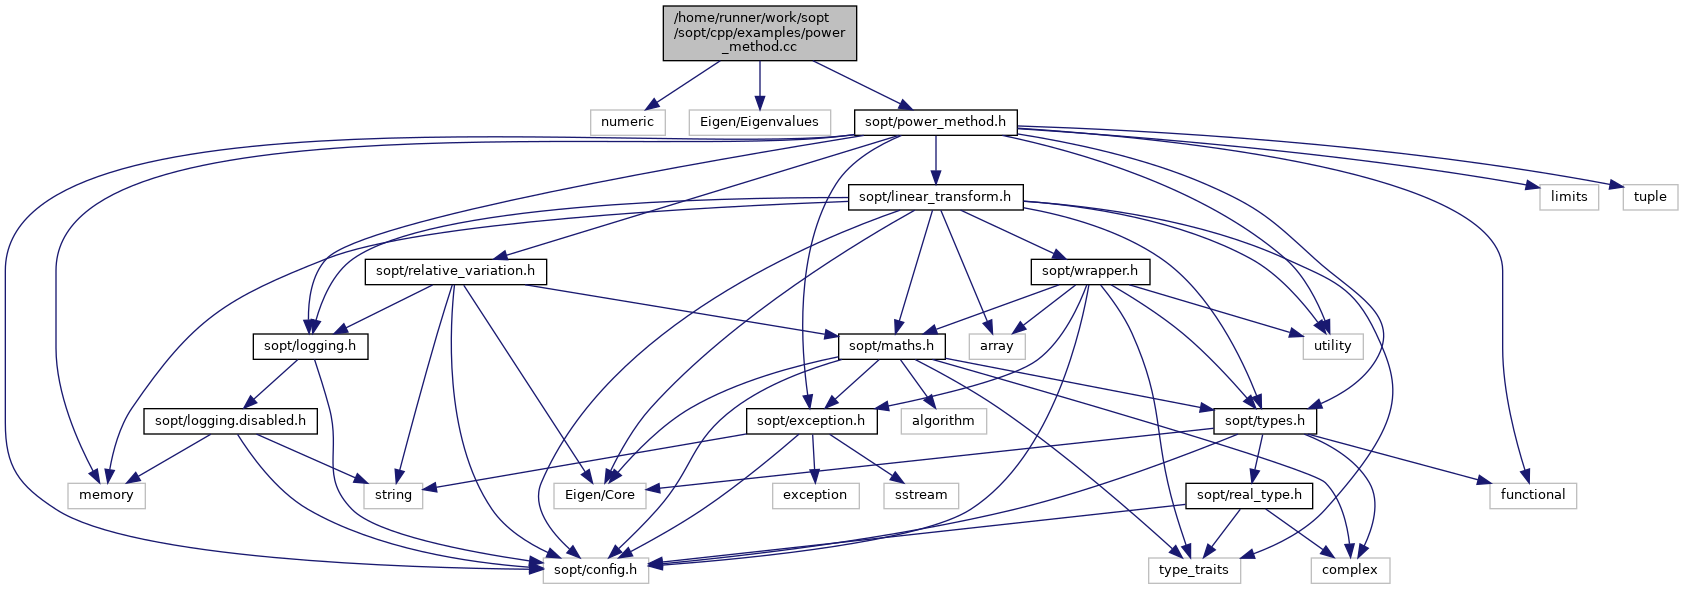 /home/runner/work/sopt
/sopt/cpp/examples/power
_method.cc
numeric
Eigen/Eigenvalues
sopt/power_method.h
sopt/linear_transform.h
limits
tuple
sopt/relative_variation.h
sopt/wrapper.h
sopt/logging.h
sopt/maths.h
array
utility
sopt/logging.disabled.h
sopt/exception.h
algorithm
sopt/types.h
memory
string
Eigen/Core
exception
sstream
sopt/real_type.h
functional
sopt/config.h
type_traits
complex